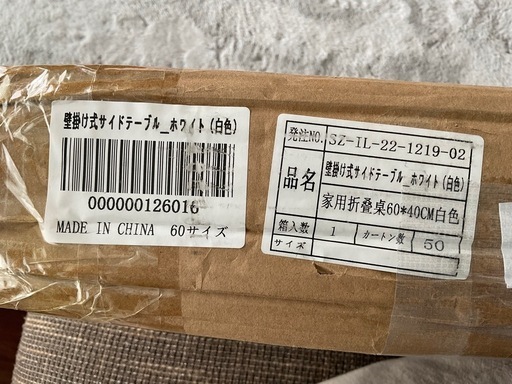 壁掛け式サイドテーブル_ホワイト(白色)
000000126016
MADE IN CHINA 60サイズ
発注NO. SZ-IL-22-1219-02
品名 壁掛け式サイドテーブル_ホワイト(白色)
家用折叠桌60*40CM白色
箱入数 1 カートン数 50
サイズ